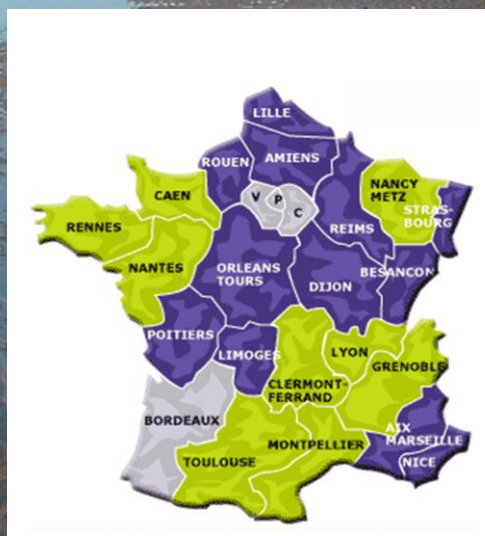 LILLE
AMIENS
ROUEN
CAEN
V
P
C
REIMS
NANCY
METZ
STRAS-
BOURG
RENNES
NANTES
ORLEANS
TOURS
DIJON
BESANCON
POITIERS
LIMOGES
LYON
GRENOBLE
CLERMONT-
FERRAND
BORDEAUX
AIX
MARSEILLE
NICE
MONTPELLIER
TOULOUSE